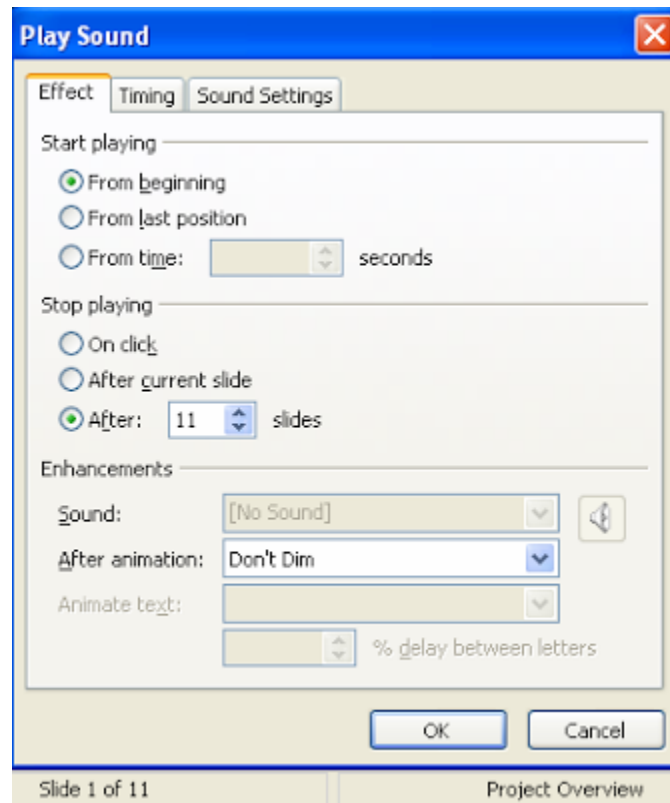 Play Sound
Effect Timing Sound Settings
Start playing
From beginning
From last position
From time: seconds
Stop playing
On click
After current slide
After: 11 slides
Enhancements
Sound: [No Sound]
After animation: Don't Dim
Animate text:
% delay between letters
OK Cancel
Slide 1 of 11 Project Overview